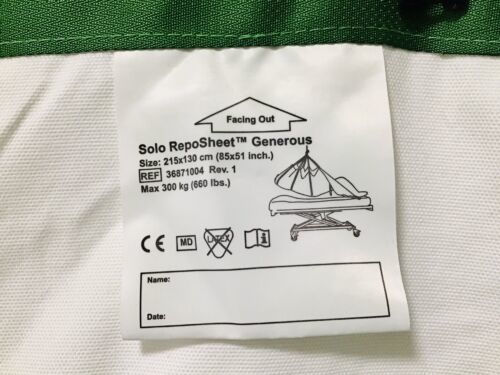 Facing Out
Solo RepoSheet™ Generous
Size: 215x130 cm (85x51 inch.)
REF 36871004 Rev. 1
Max 300 kg (660 lbs.)
CE MD LATEX i
Name:
Date: